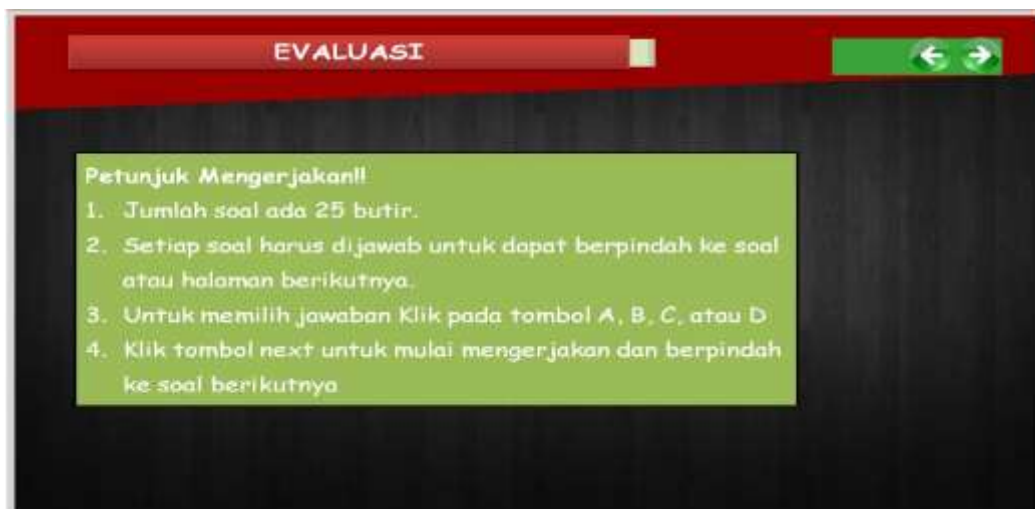 EVALUASI
Petunjuk Mengerjakan!!
1. Jumlah soal ada 25 butir.
2. Setiap soal harus dijawab untuk dapat berpindah ke soal
atau halaman berikutnya.
3. Untuk memilih jawaban Klik pada tombol A, B, C, atau D
4. Klik tombol next untuk mulai mengerjakan dan berpindah
ke soal berikutnya